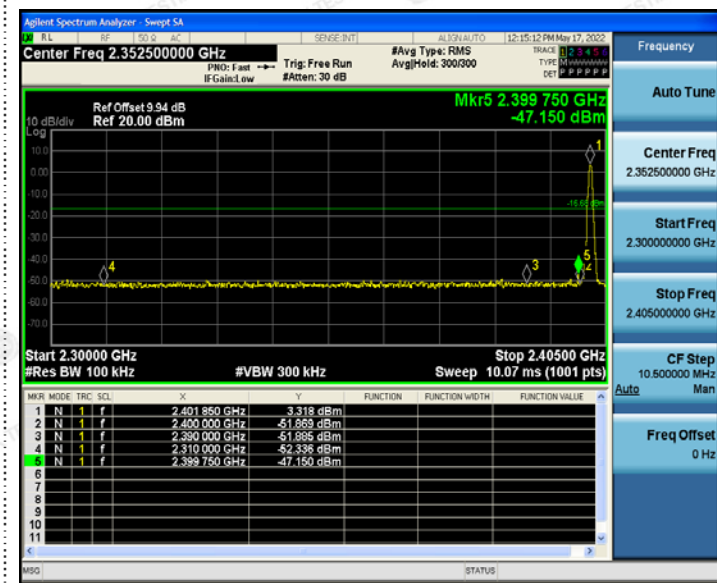 Agilent Spectrum Analyzer - Swept SA
RL RF 50 Ω AC SENSE:INT ALIGN AUTO 12:15:12 PM May 17, 2022
Center Freq 2.352500000 GHz
PNO: Fast
IFGain:Low
Trig: Free Run
#Atten: 30 dB
#Avg Type: RMS
Avg|Hold: 300/300
TRACE 1 2 3 4 5 6
TYPE M
DET P P P P P P
Ref Offset 9.94 dB
10 dB/div Ref 20.00 dBm
Log
Mkr5 2.399 750 GHz
-47.150 dBm
10.0
0.00
-10.0
-20.0
-30.0
-40.0
-50.0
-60.0
-70.0
1
4
3
5
2
Start 2.30000 GHz Stop 2.40500 GHz
#Res BW 100 kHz #VBW 300 kHz Sweep 10.07 ms (1001 pts)
MKR MODE TRC SCL X Y FUNCTION FUNCTION WIDTH FUNCTION VALUE
1 N 1 f 2.401 850 GHz 3.318 dBm
2 N 1 f 2.400 000 GHz -51.869 dBm
3 N 1 f 2.390 000 GHz -51.885 dBm
4 N 1 f 2.310 000 GHz -52.336 dBm
5 N 1 f 2.399 750 GHz -47.150 dBm
6
7
8
9
10
11
MSG STATUS
Frequency
Auto Tune
Center Freq
2.352500000 GHz
Start Freq
2.300000000 GHz
Stop Freq
2.405000000 GHz
CF Step
10.500000 MHz
Auto Man
Freq Offset
0 Hz